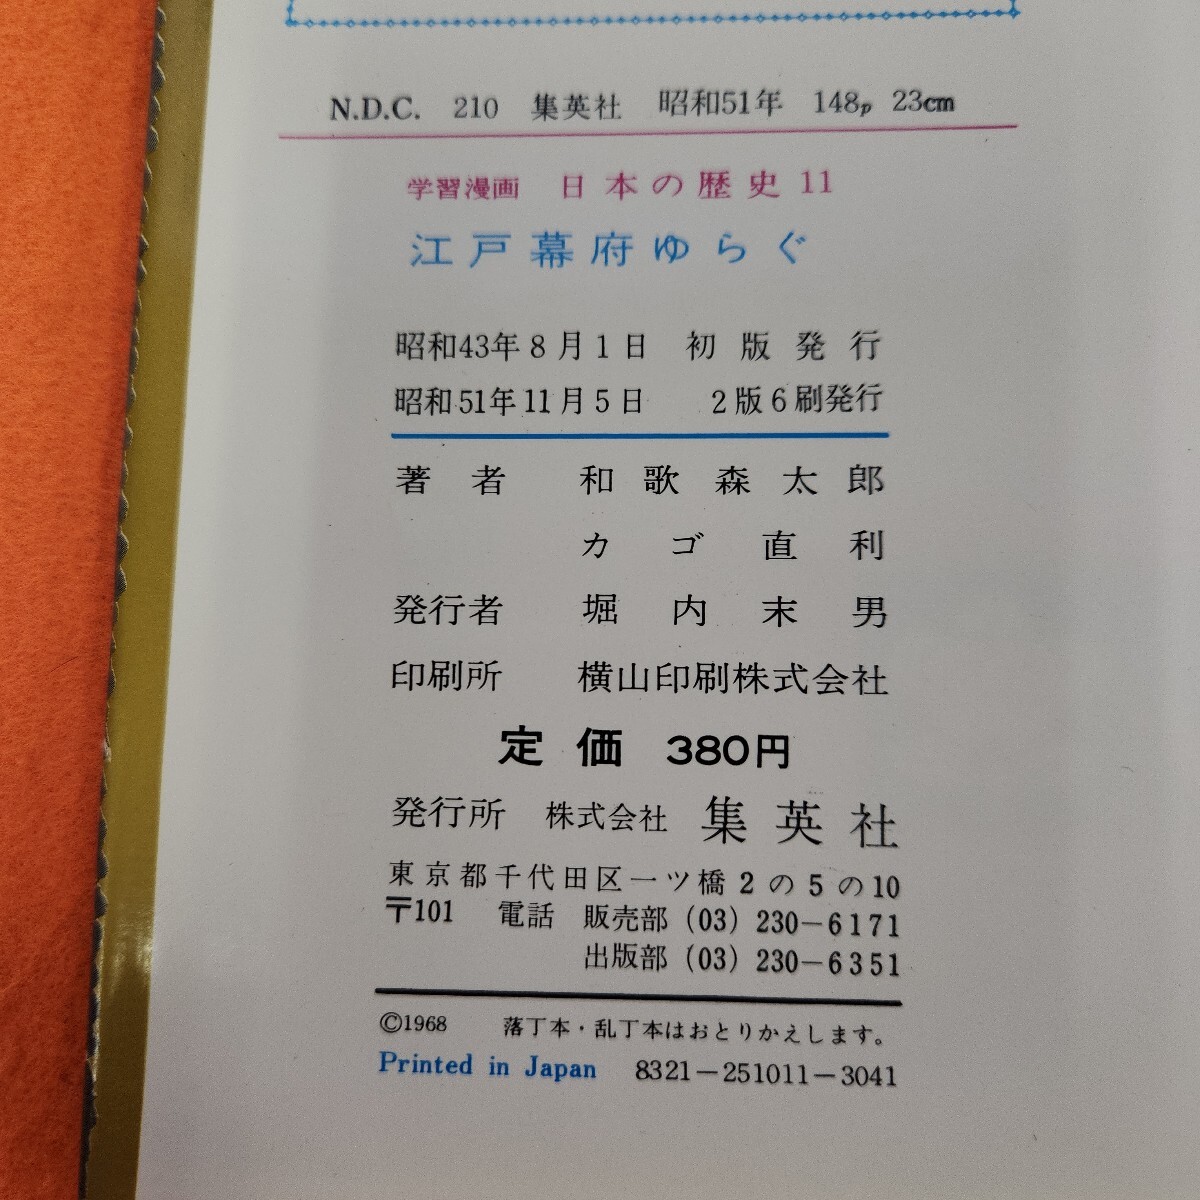 N.D.C. 210 集英社 昭和51年 148p 23cm
学習漫画 日本の歴史 11
江戸幕府ゆらぐ
昭和43年8月1日 初版発行
昭和51年11月5日 2版6刷発行
著者 和歌森太郎
カゴ直利
発行者 堀内末男
印刷所 横山印刷株式会社
定価 380円
発行所 株式会社 集英社
東京都千代田区一ツ橋2の5の10
〒101 電話 販売部 (03) 230-6171
出版部 (03) 230-6351
©1968 落丁本・乱丁本はおとりかえします。
Printed in Japan 8321-251011-3041